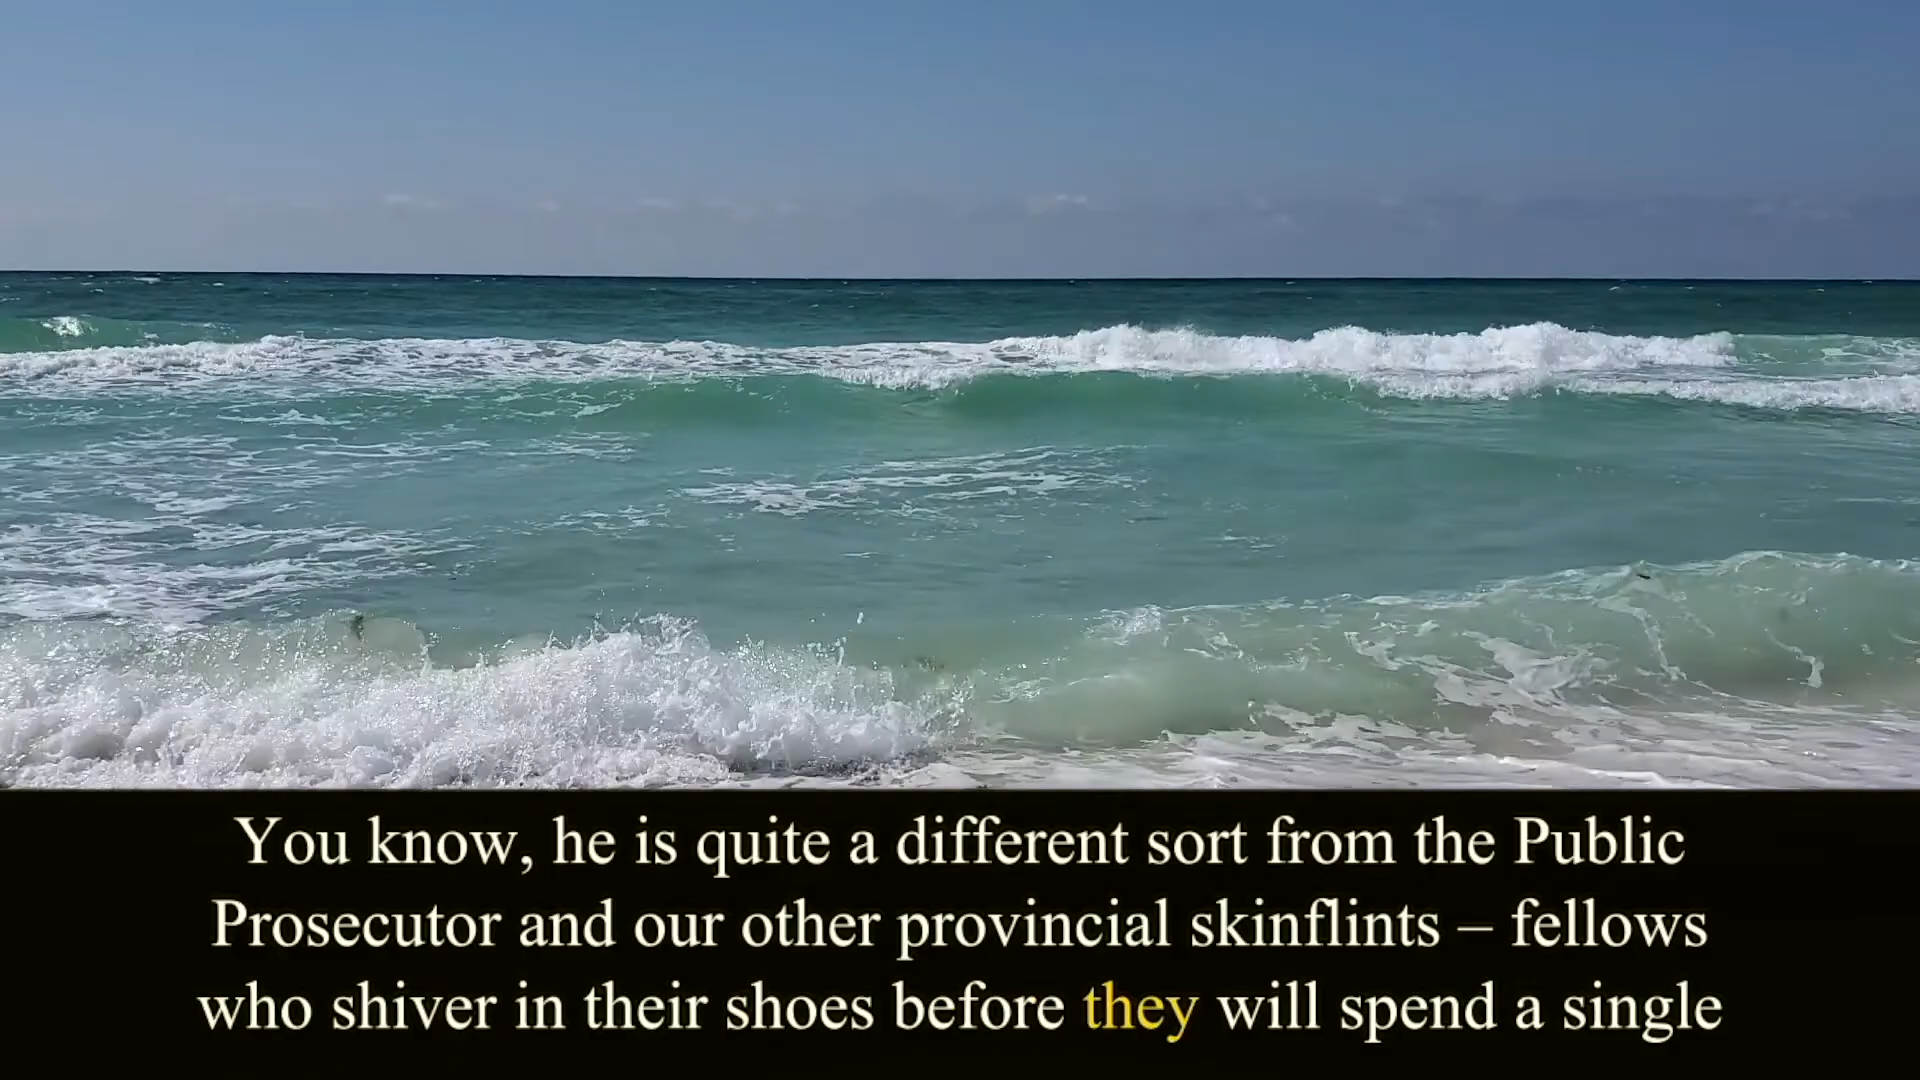 You know, he is quite a different sort from the Public
Prosecutor and our other provincial skinflints – fellows
who shiver in their shoes before they will spend a single